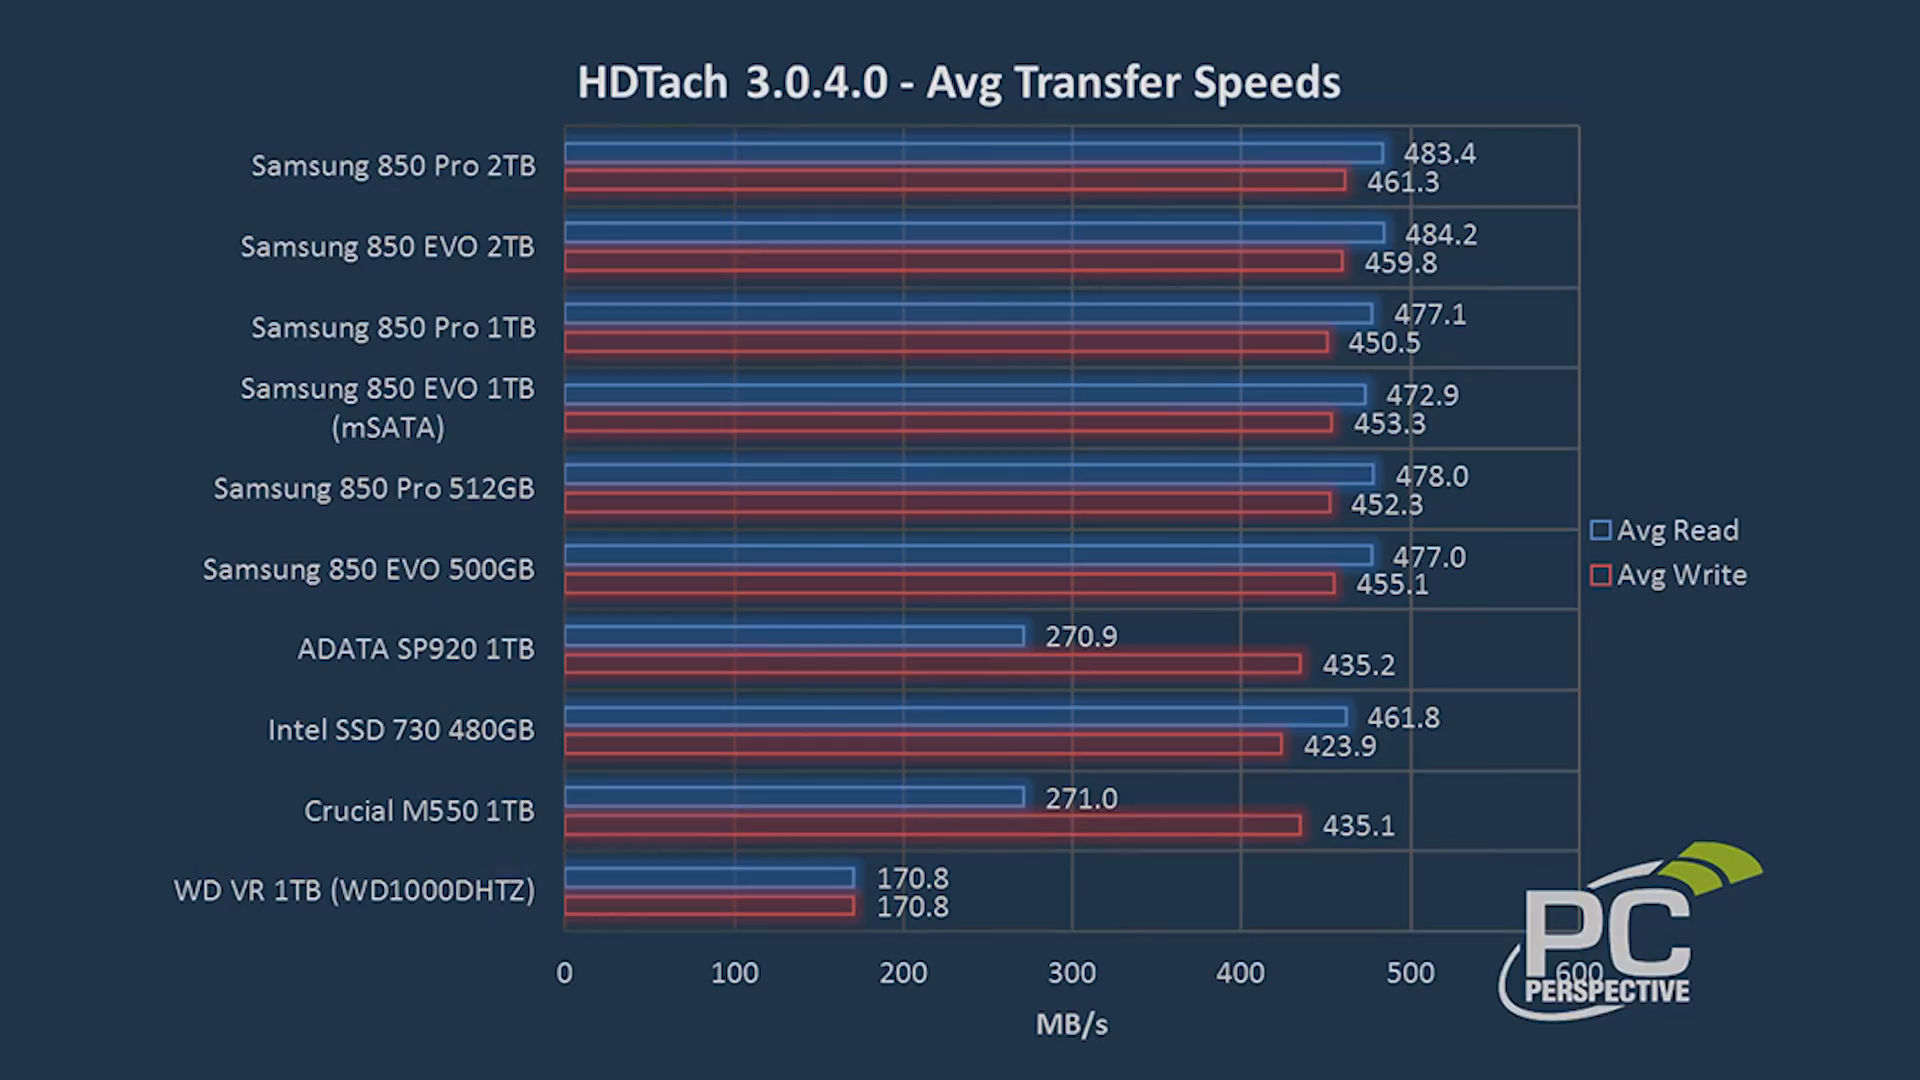 HDTach 3.0.4.0 - Avg Transfer Speeds
Samsung 850 Pro 2TB
483.4
461.3
Samsung 850 EVO 2TB
484.2
459.8
Samsung 850 Pro 1TB
477.1
450.5
Samsung 850 EVO 1TB
(mSATA)
472.9
453.3
Samsung 850 Pro 512GB
478.0
452.3
Samsung 850 EVO 500GB
477.0
455.1
ADATA SP920 1TB
270.9
435.2
Intel SSD 730 480GB
461.8
423.9
Crucial M550 1TB
271.0
435.1
WD VR 1TB (WD1000DHTZ)
170.8
170.8
0 100 200 300 400 500 600
MB/s
Avg Read
Avg Write
PC
PERSPECTIVE